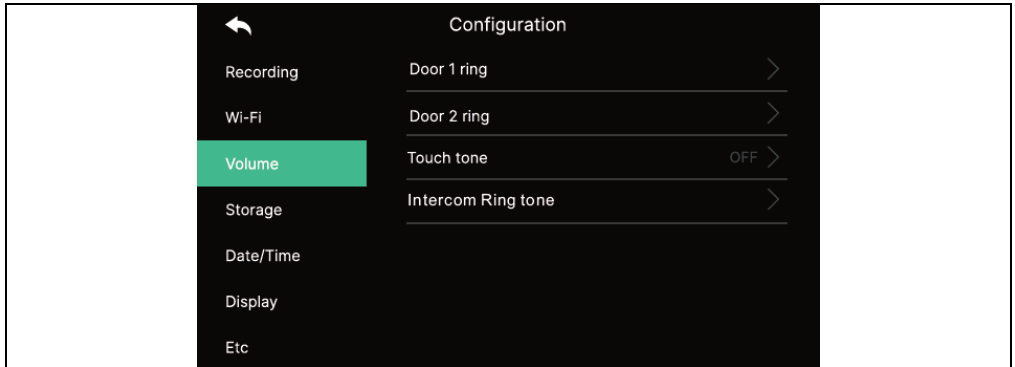 Configuration
Recording
Wi-Fi
Volume
Storage
Date/Time
Display
Etc
Door 1 ring
Door 2 ring
Touch tone OFF
Intercom Ring tone